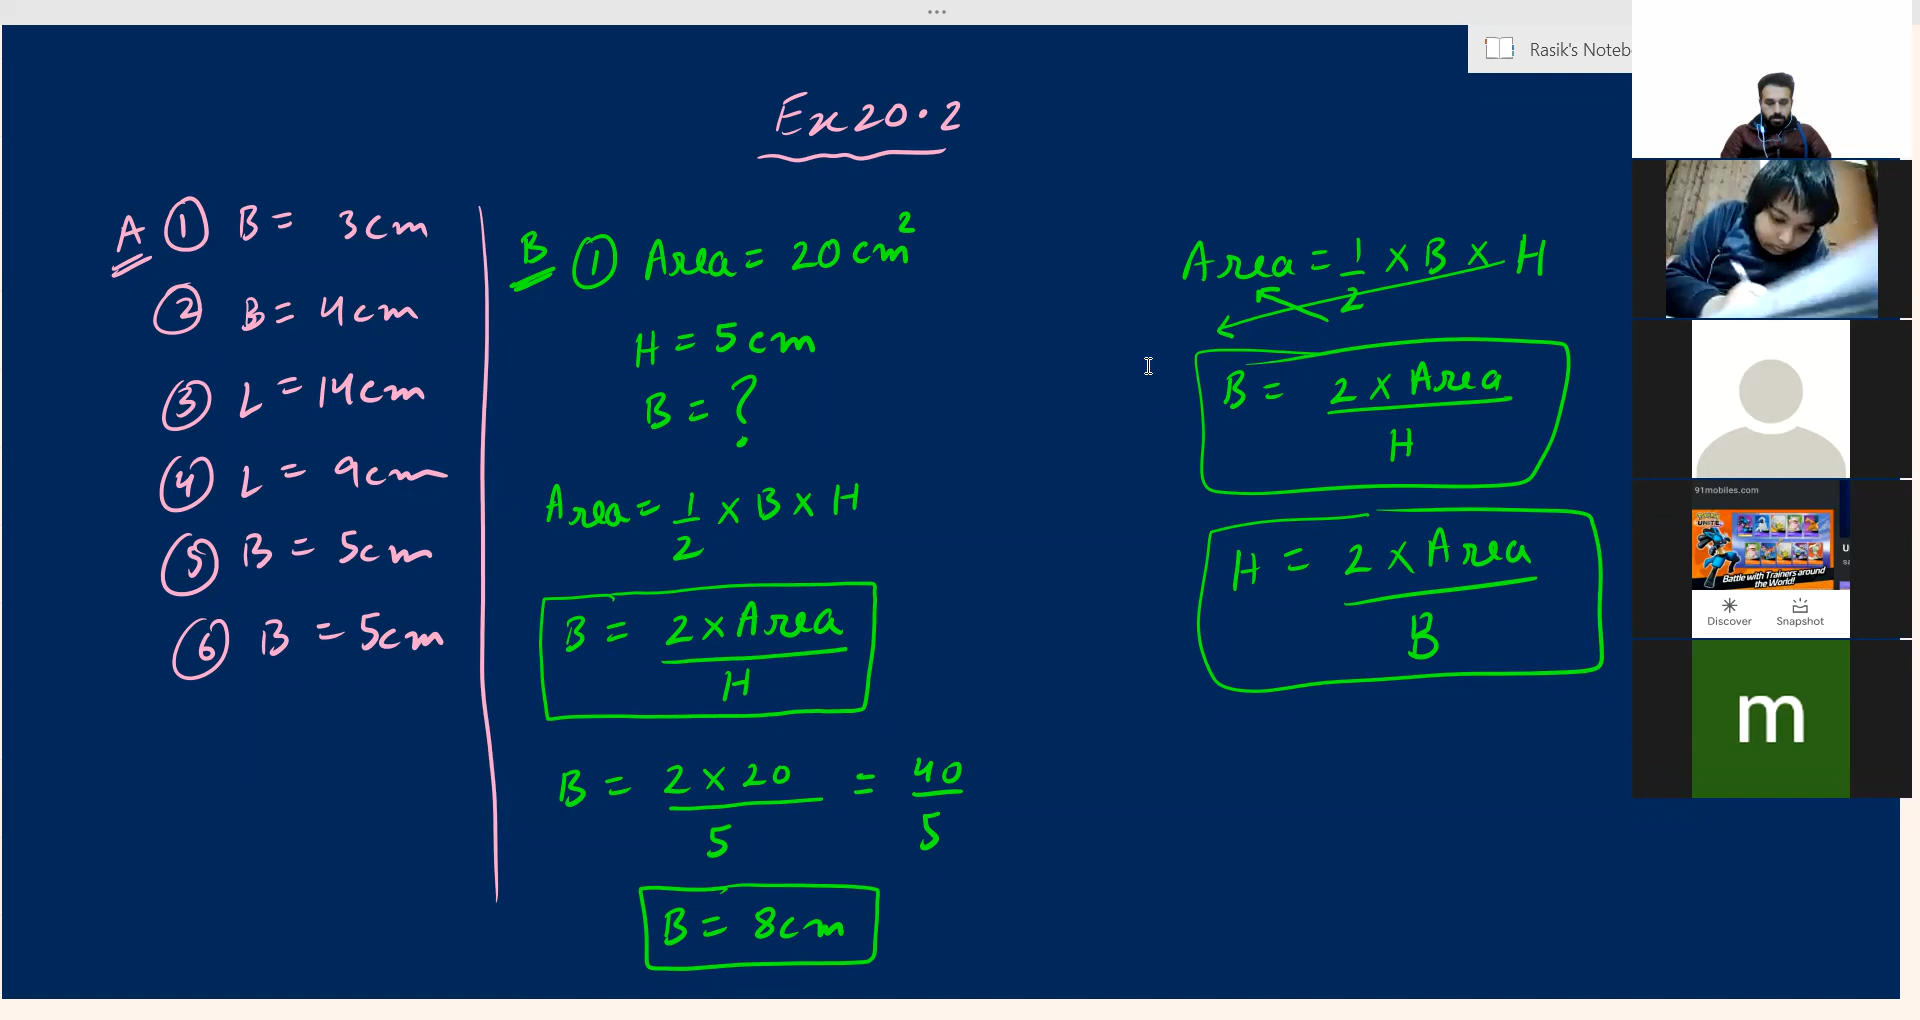 Rasik's Noteb
Ex 20.2
A ① B = 3cm
② B = 4cm
③ L = 14cm
④ L = 9cm
⑤ B = 5cm
⑥ B = 5cm
B ① Area = 20cm²
H = 5cm
B = ?
Area = 1/2 × B × H
B = 2 × Area / H
B = 2 × 20 / 5 = 40 / 5
B = 8cm
Area = 1/2 × B × H
B = 2 × Area / H
H = 2 × Area / B
91mobiles.com
UNITE
Battle with Trainers around
the World!
Discover Snapshot
m